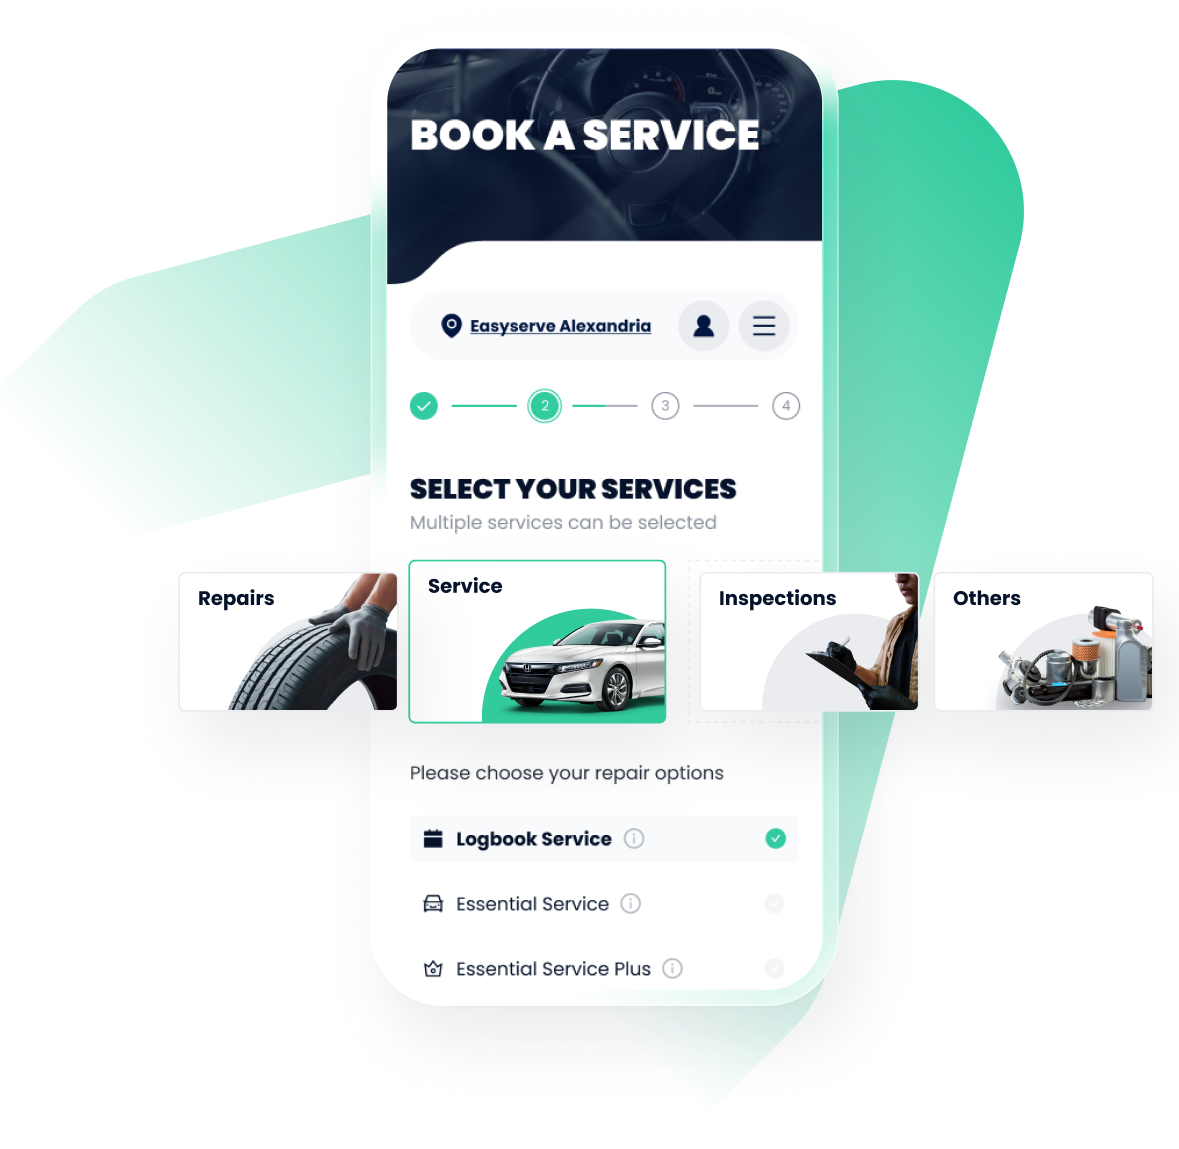 BOOK A SERVICE
Easyserve Alexandria
2
3
4
SELECT YOUR SERVICES
Multiple services can be selected
Repairs
Service
Inspections
Others
Please choose your repair options
Logbook Service
Essential Service
Essential Service Plus